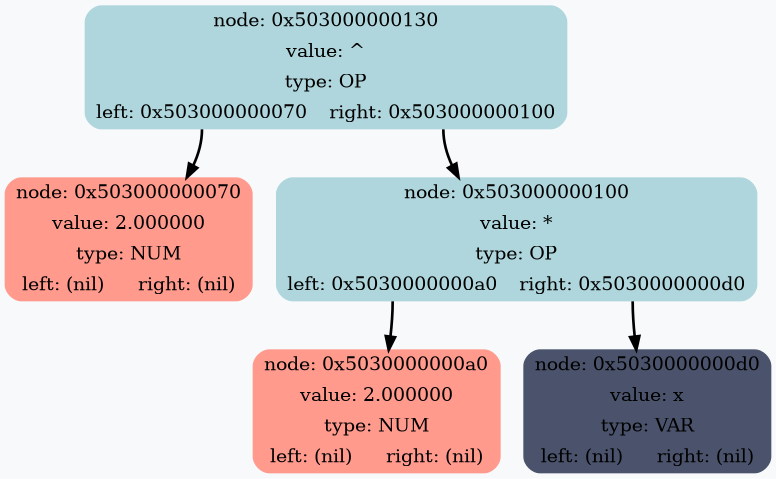 node: 0x503000000130
value: ^
type: OP
left: 0x503000000070 right: 0x503000000100
node: 0x503000000070
value: 2.000000
type: NUM
left: (nil) right: (nil)
node: 0x503000000100
value: *
type: OP
left: 0x5030000000a0 right: 0x5030000000d0
node: 0x5030000000a0
value: 2.000000
type: NUM
left: (nil) right: (nil)
node: 0x5030000000d0
value: x
type: VAR
left: (nil) right: (nil)